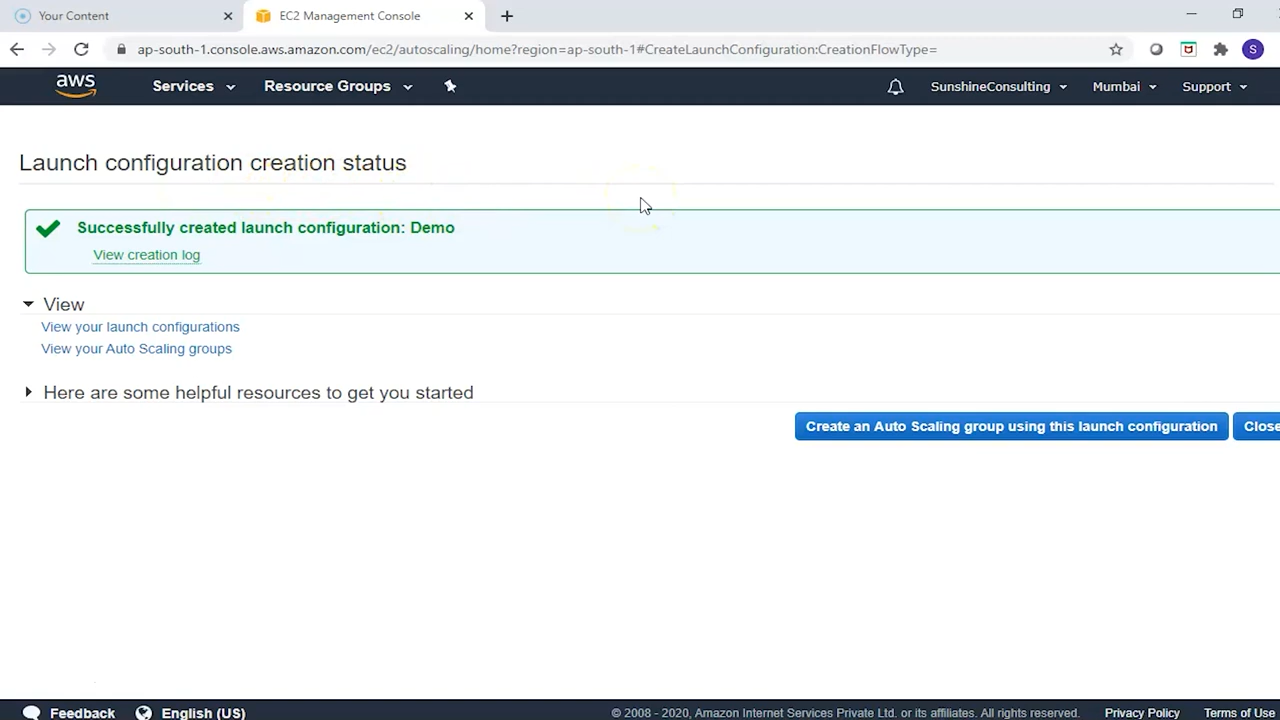 Your Content
EC2 Management Console
ap-south-1.console.aws.amazon.com/ec2/autoscaling/home?region=ap-south-1#CreateLaunchConfiguration:CreationFlowType=
S
aws Services Resource Groups SunshineConsulting Mumbai Support
Launch configuration creation status
Successfully created launch configuration: Demo
View creation log
View
View your launch configurations
View your Auto Scaling groups
Here are some helpful resources to get you started
Create an Auto Scaling group using this launch configuration Close
Feedback English (US) © 2008 - 2020, Amazon Internet Services Private Ltd. or its affiliates. All rights reserved. Privacy Policy Terms of Use